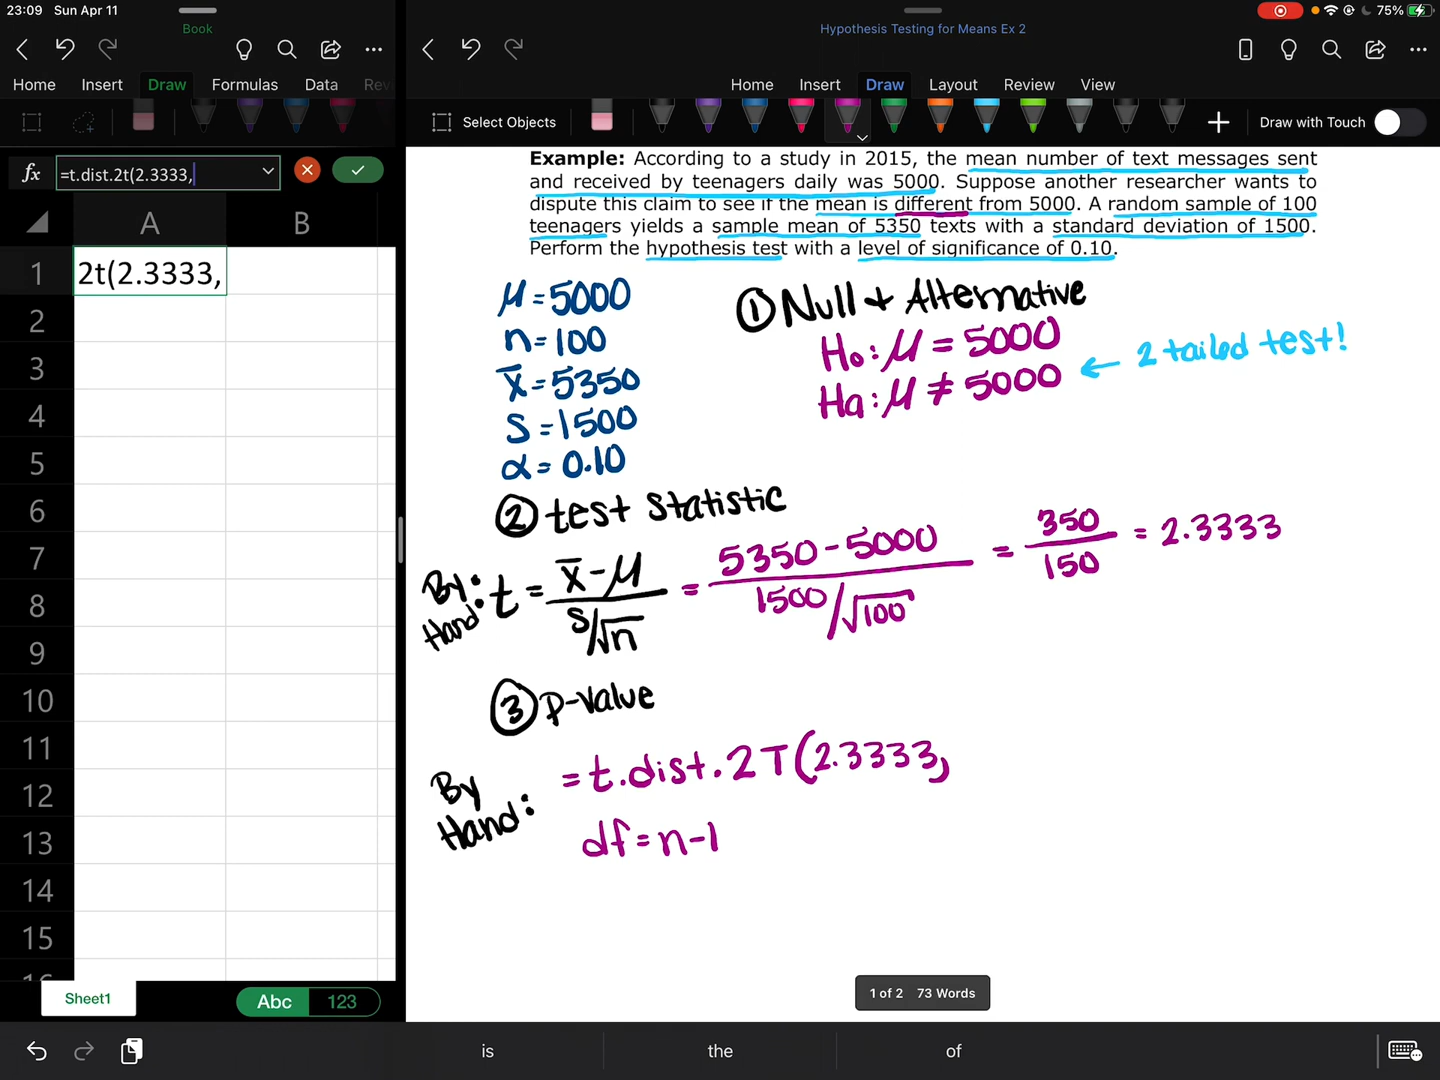 23:09 Sun Apr 11
75%
Book
Hypothesis Testing for Means Ex 2
Home Insert Draw Formulas Data Rev
Home Insert Draw Layout Review View
Select Objects
Draw with Touch
fx =t.dist.2t(2.3333,
A B
1 2t(2.3333,
2
3
4
5
6
7
8
9
10
11
12
13
14
15
Sheet1
Abc 123
Example: According to a study in 2015, the mean number of text messages sent
and received by teenagers daily was 5000. Suppose another researcher wants to
dispute this claim to see if the mean is different from 5000. A random sample of 100
teenagers yields a sample mean of 5350 texts with a standard deviation of 1500.
Perform the hypothesis test with a level of significance of 0.10.
μ = 5000
n = 100
x̄ = 5350
S = 1500
α = 0.10
① Null + Alternative
H₀: μ = 5000
Ha: μ ≠ 5000
← 2 tailed test!
② test statistic
By Hand: t = x̄ - μ / S/√n = 5350 - 5000 / 1500/√100 = 350 / 150 = 2.3333
③ P-value
By Hand: = t.dist.2T(2.3333,
df = n-1
1 of 2 73 Words
is the of